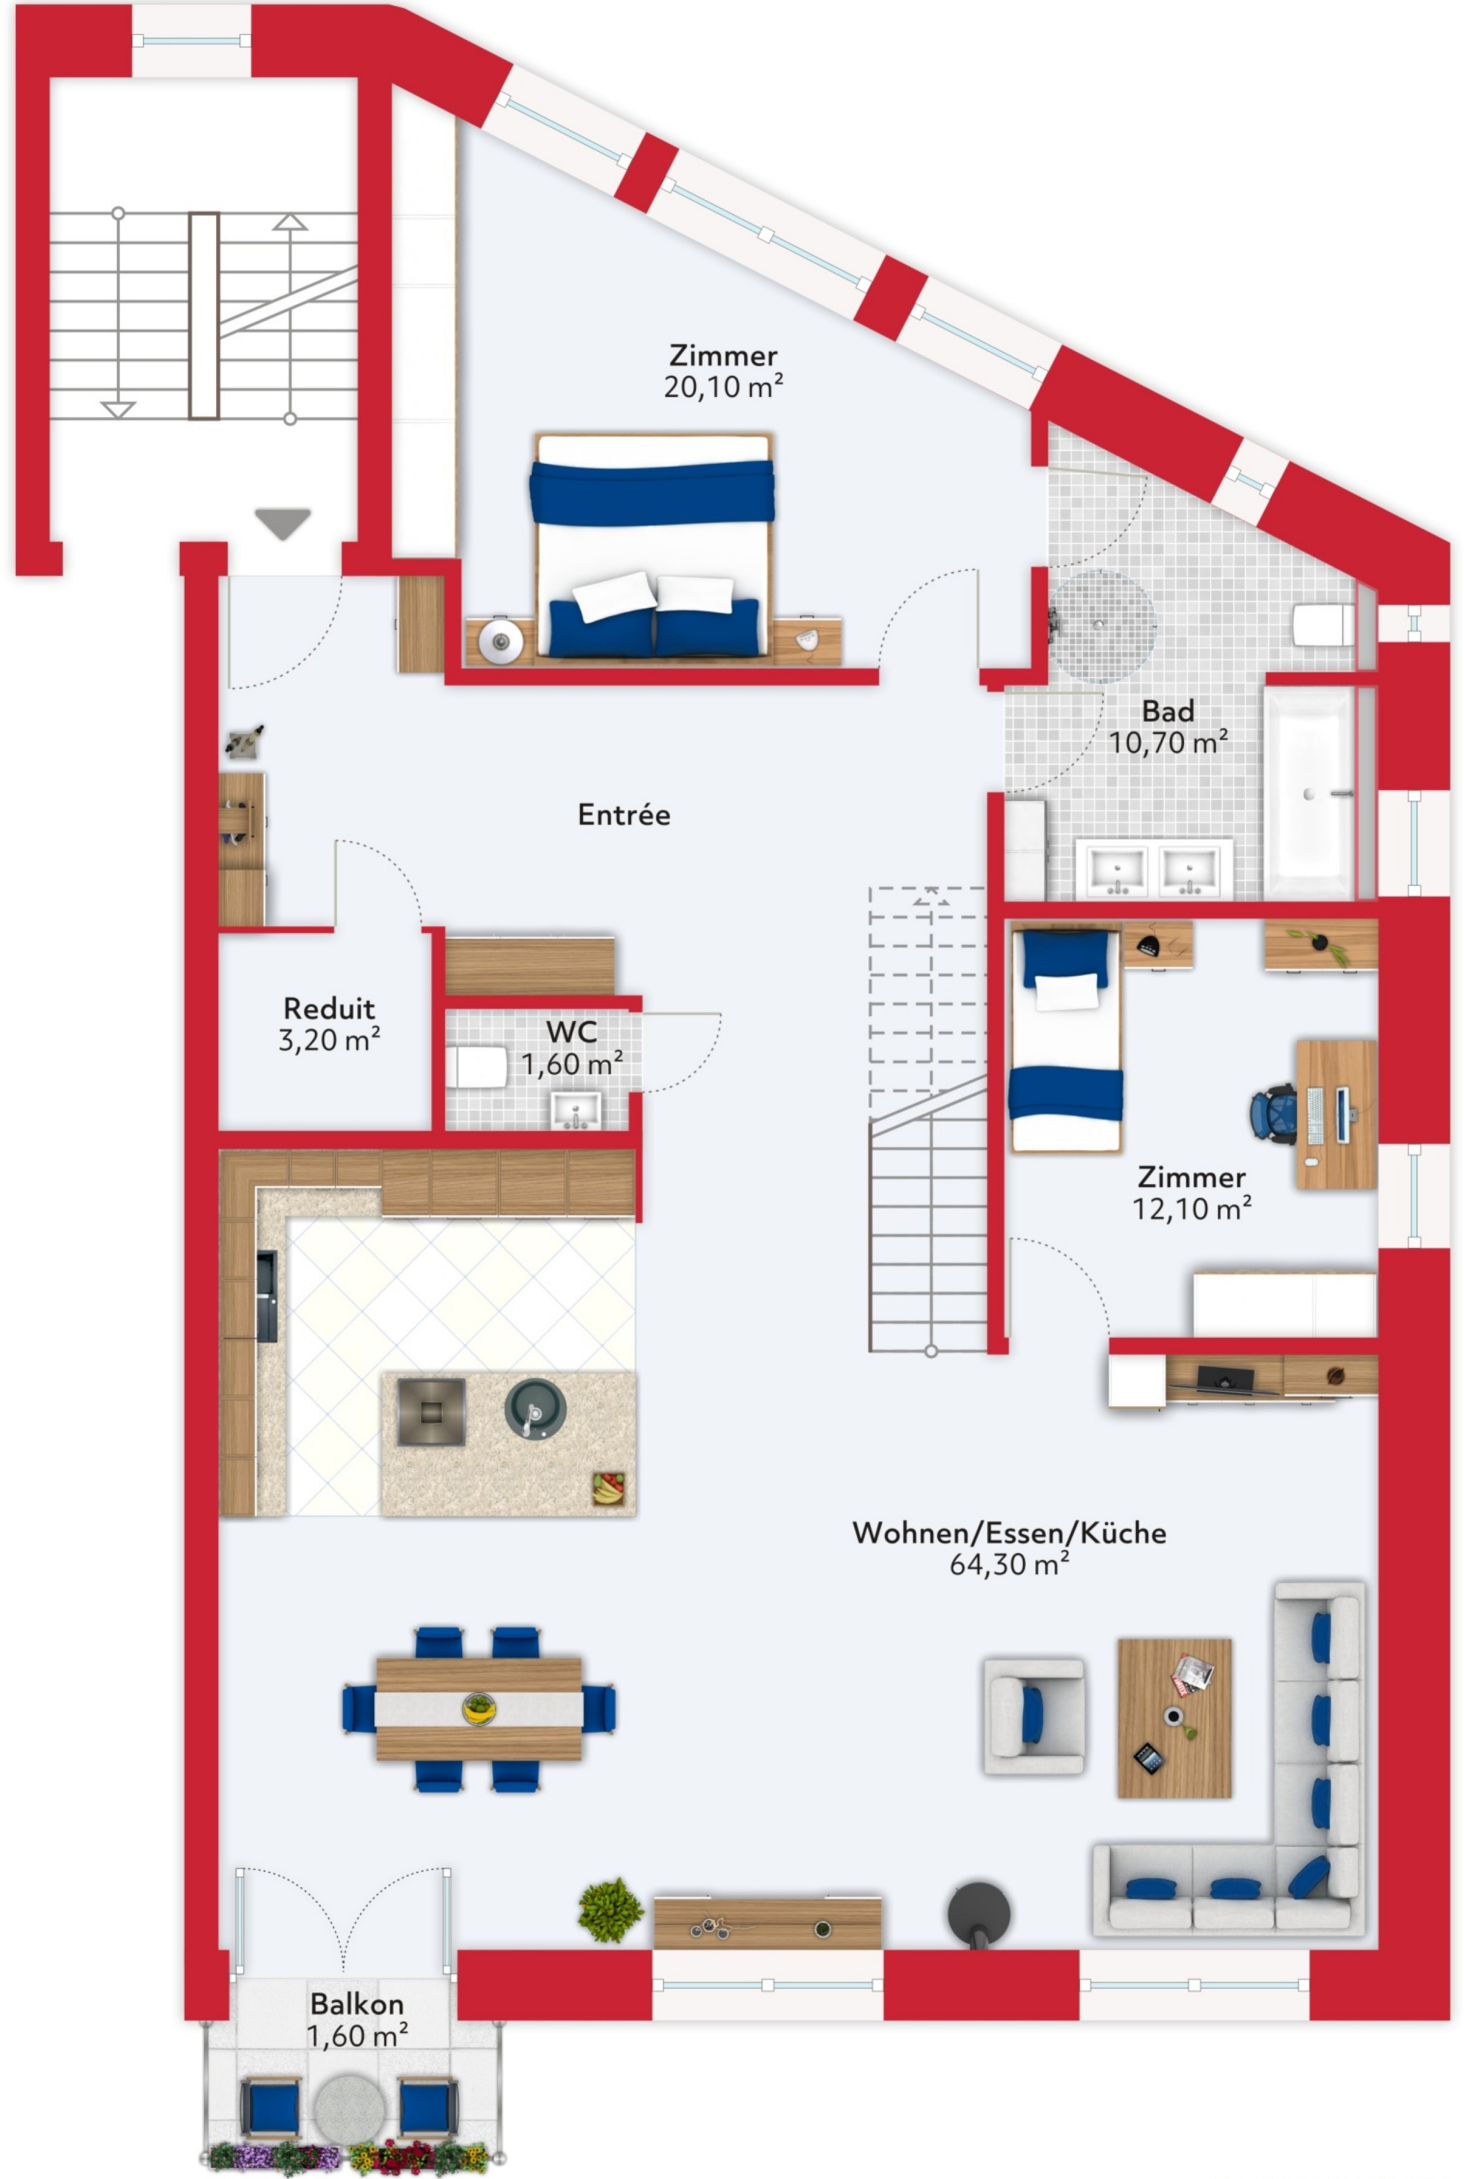 Zimmer
20,10 m²
Bad
10,70 m²
Entrée
Reduit
3,20 m²
WC
1,60 m²
Zimmer
12,10 m²
Wohnen/Essen/Küche
64,30 m²
Balkon
1,60 m²